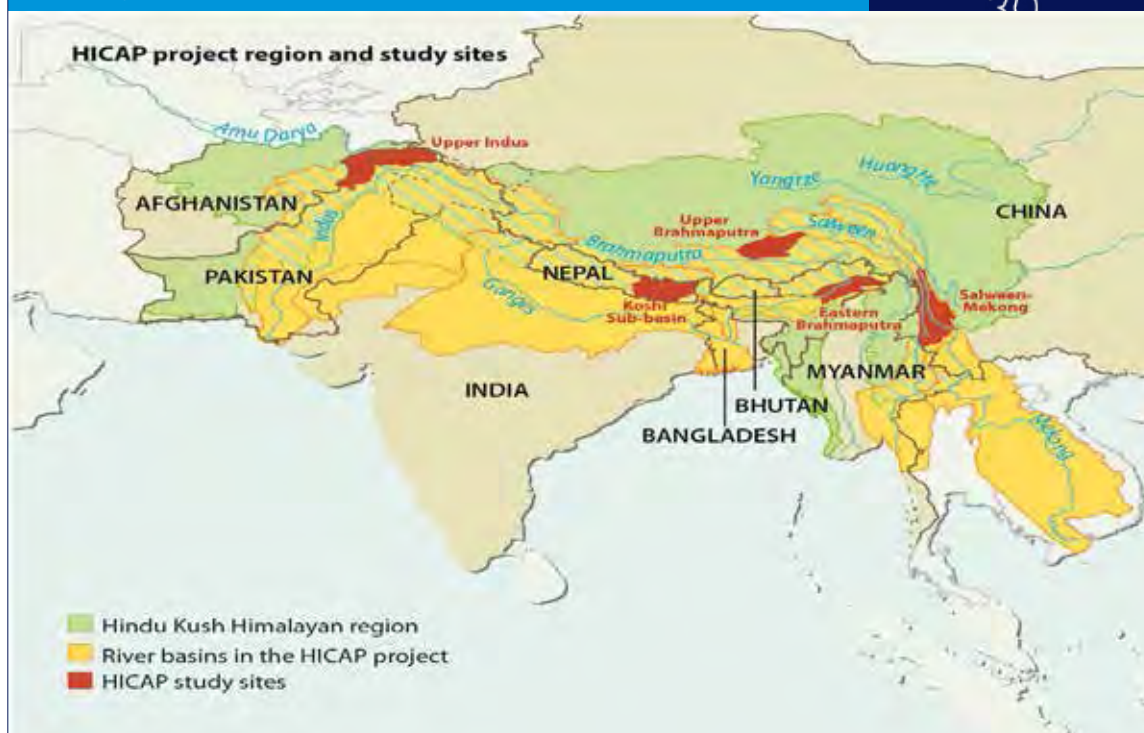 30
HICAP project region and study sites
Amu Darya
Upper Indus
AFGHANISTAN
Indus
PAKISTAN
Yangtze
Huang He
CHINA
Upper
Brahmaputra
Salween
Brahmaputra
NEPAL
Ganges
Koshi
Sub-basin
Eastern
Brahmaputra
Salween-
Mekong
MYANMAR
INDIA
BHUTAN
BANGLADESH
Mekong
Hindu Kush Himalayan region
River basins in the HICAP project
HICAP study sites